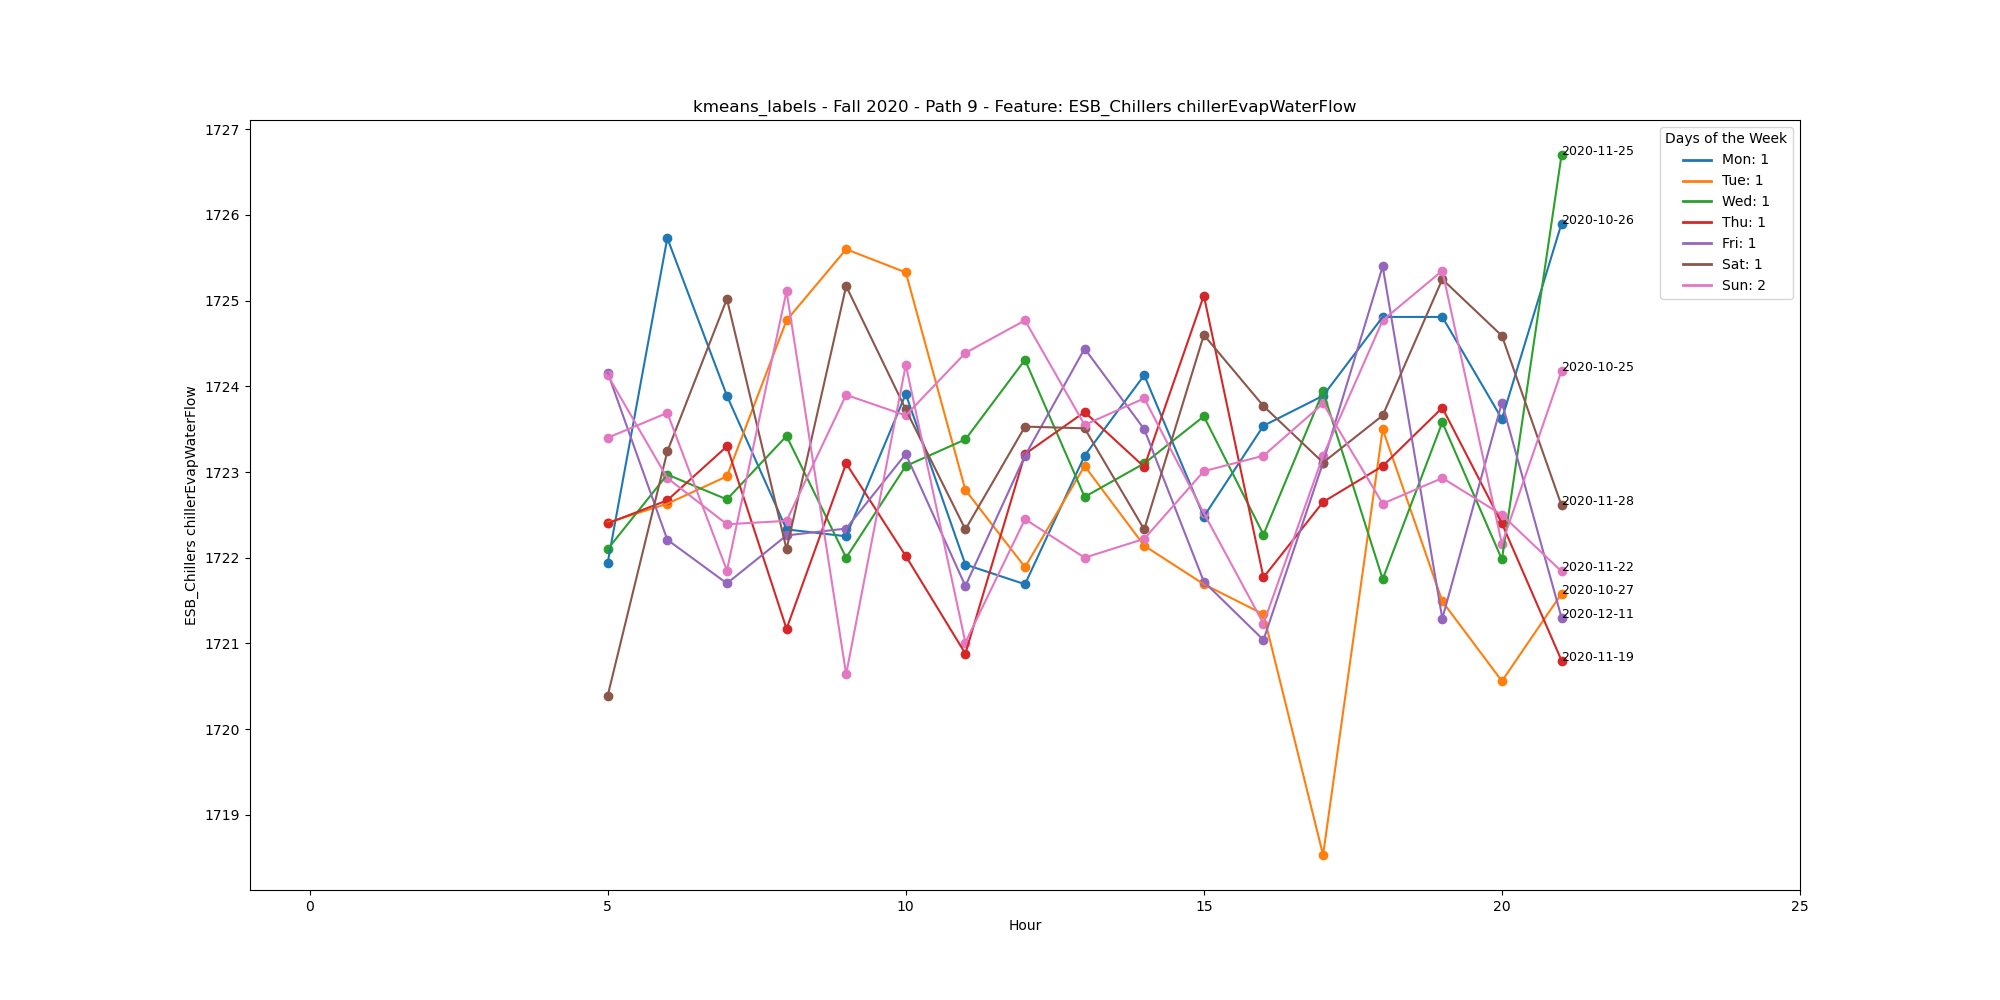 kmeans_labels - Fall 2020 - Path 9 - Feature: ESB_Chillers chillerEvapWaterFlow
Days of the Week
Mon: 1
Tue: 1
Wed: 1
Thu: 1
Fri: 1
Sat: 1
Sun: 2
2020-11-25
2020-10-26
2020-10-25
2020-11-28
2020-11-22
2020-10-27
2020-12-11
2020-11-19
ESB_Chillers chillerEvapWaterFlow
1727
1726
1725
1724
1723
1722
1721
1720
1719
0 5 10 15 20 25
Hour